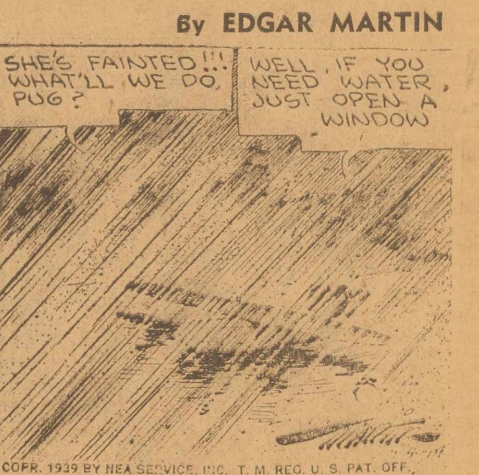 By EDGAR MARTIN
SHE'S FAINTED!!!
WHAT'LL WE DO,
PUG?
WELL, IF YOU
NEED WATER,
JUST OPEN A
WINDOW
COPR. 1939 BY NEA SERVICE, INC. T. M. REG. U. S. PAT. OFF.